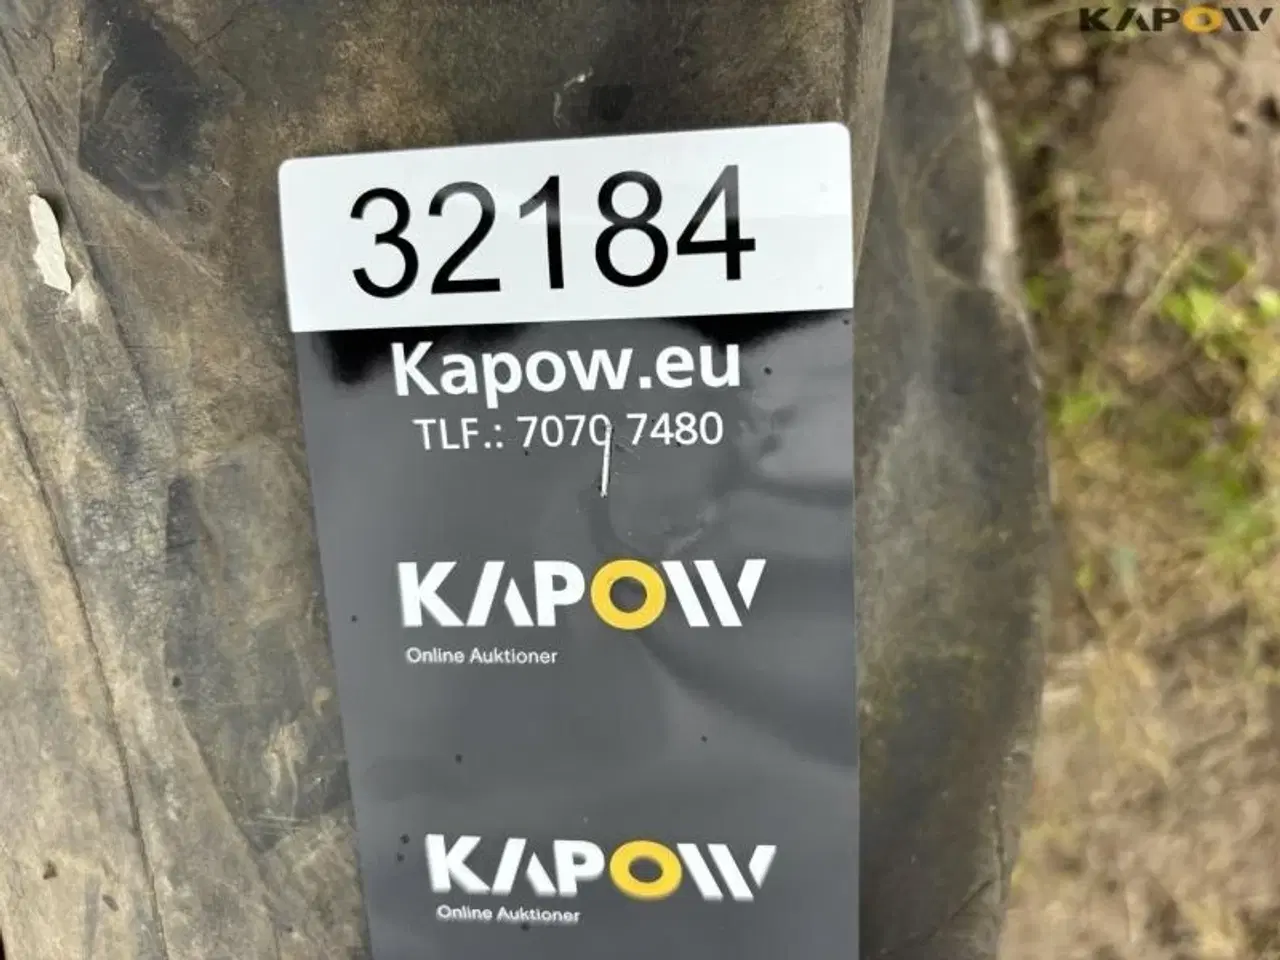 KAPOW
32184
Kapow.eu
TLF.: 7070 7480
KAPOW
Online Auktioner
KAPOW
Online Auktioner